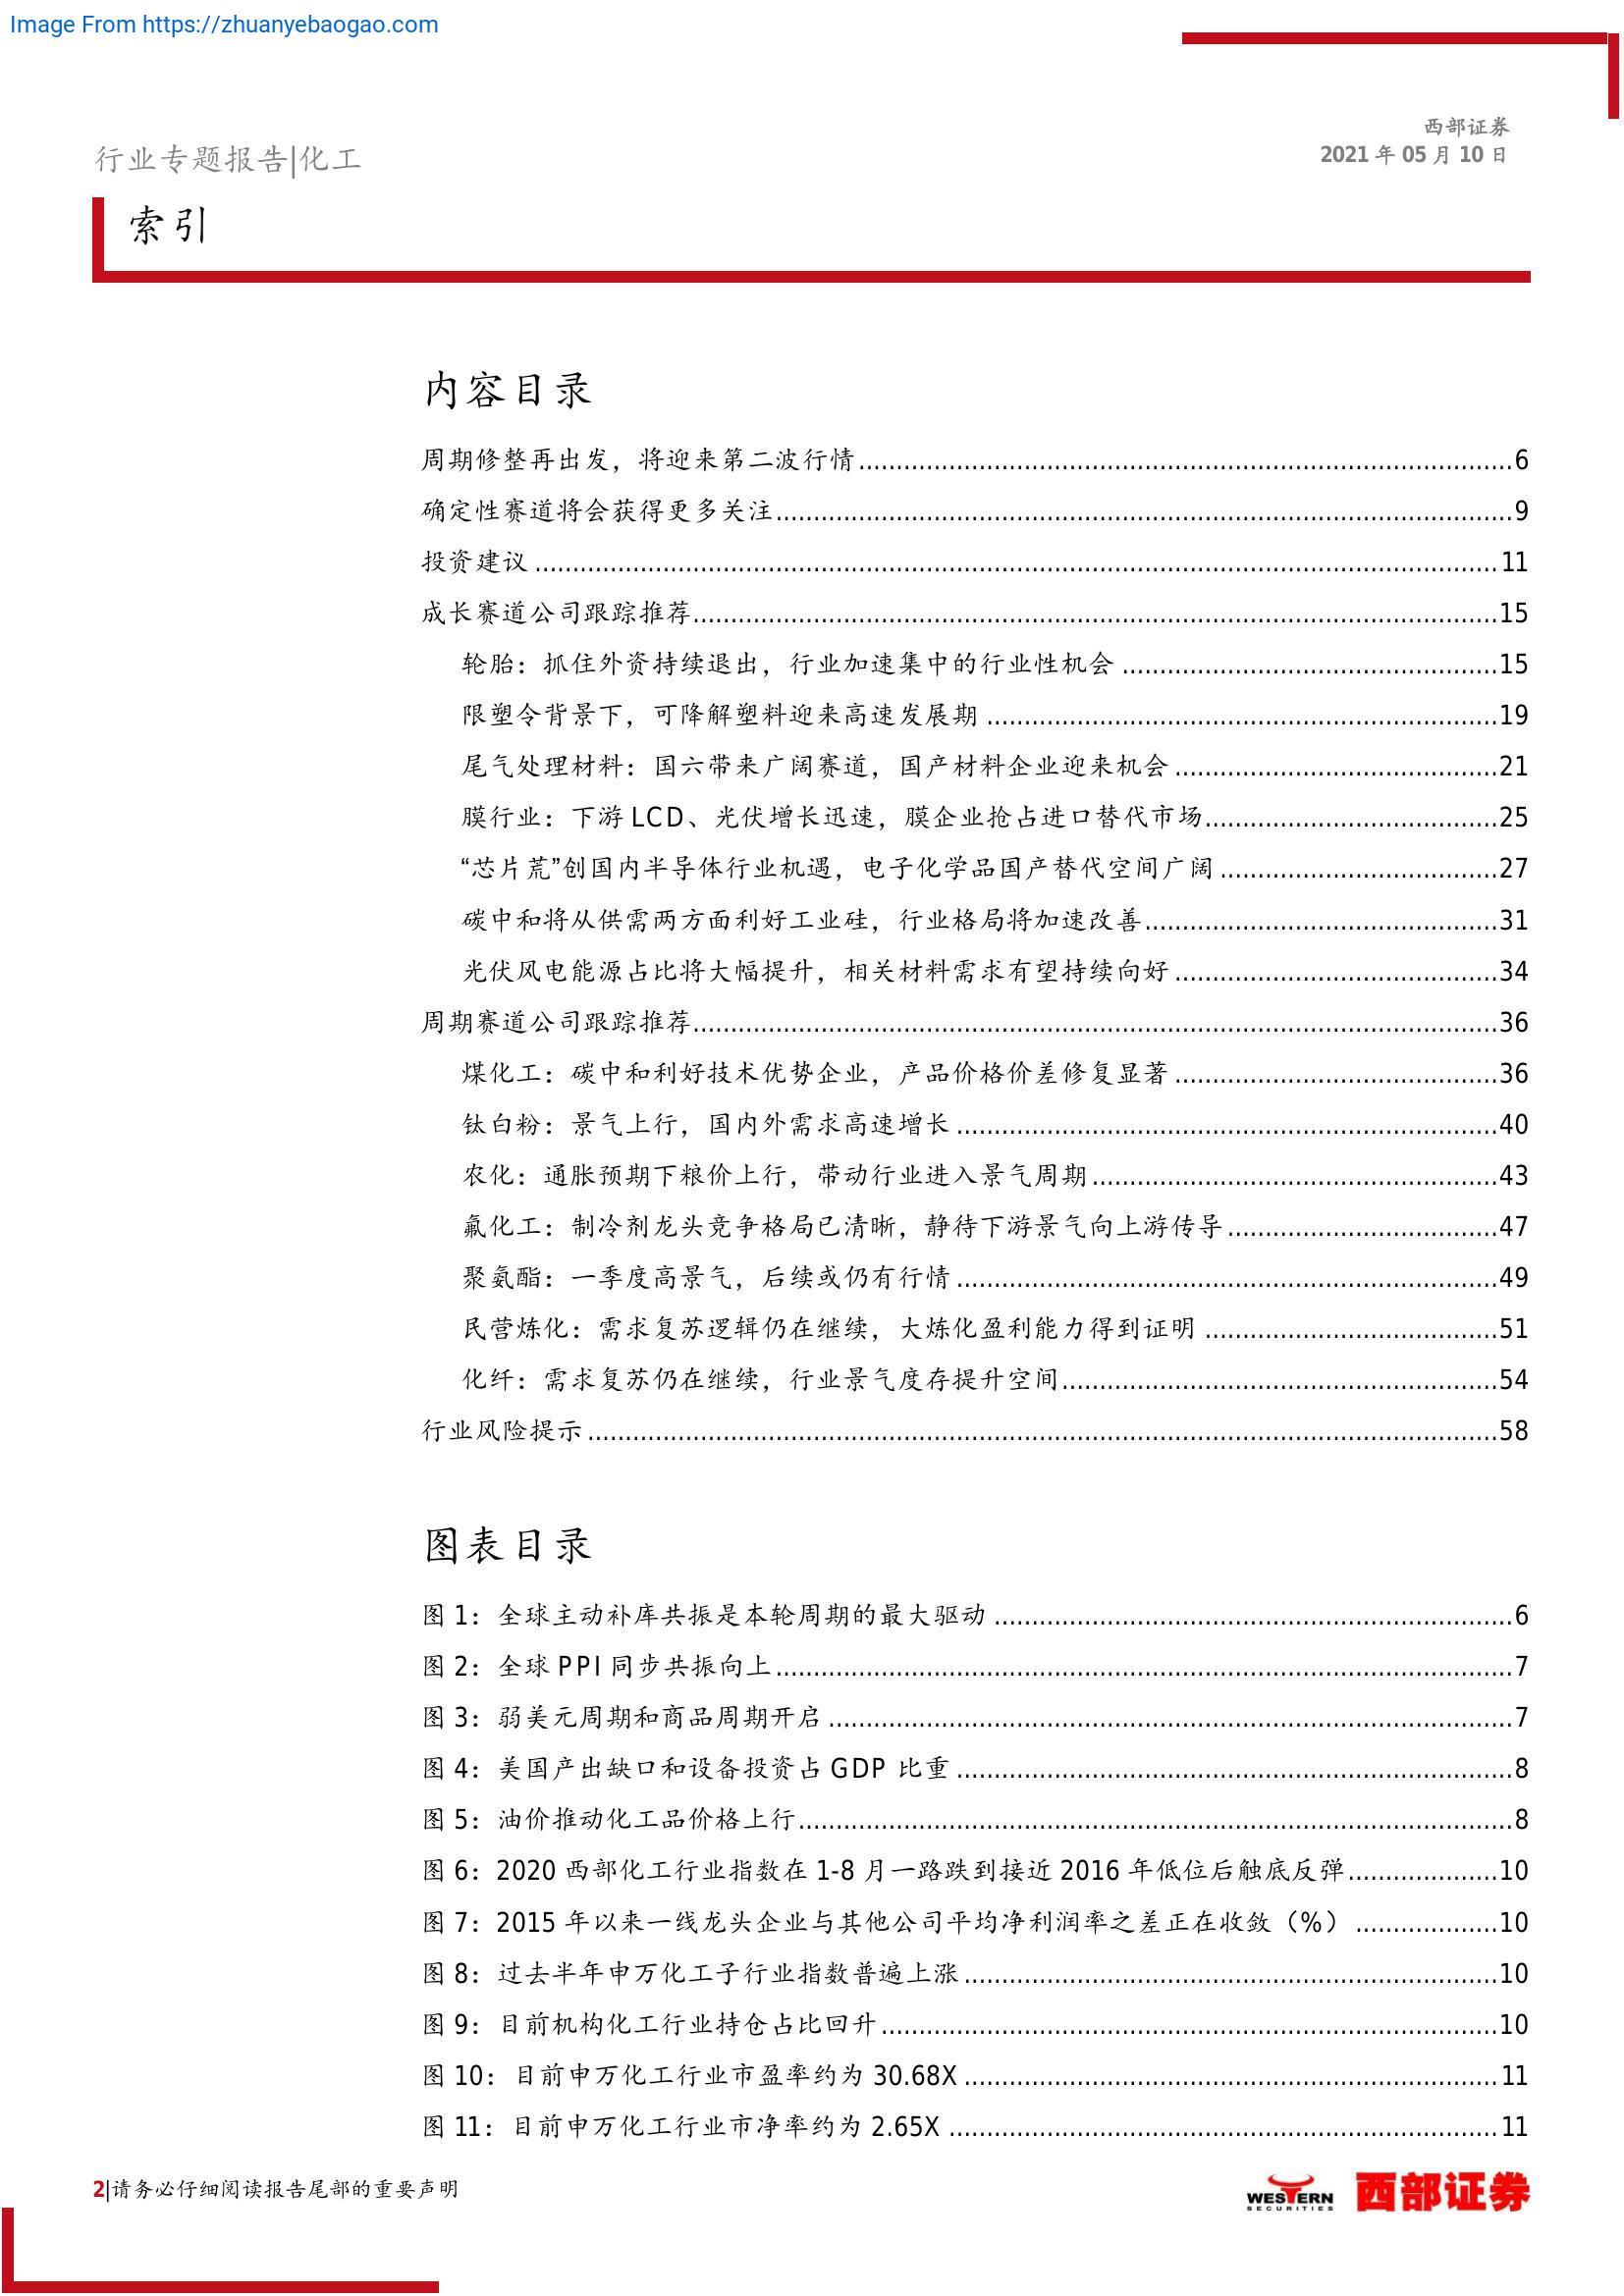 Image From https://zhuanyebaogao.com
西部证券
2021 年 05 月 10 日
行业专题报告|化工
索引
内容目录
周期修整再出发，将迎来第二波行情........6
确定性赛道将会获得更多关注........9
投资建议........11
成长赛道公司跟踪推荐........15
轮胎：抓住外资持续退出，行业加速集中的行业性机会........15
限塑令背景下，可降解塑料迎来高速发展期........19
尾气处理材料：国六带来广阔赛道，国产材料企业迎来机会........21
膜行业：下游 LCD、光伏增长迅速，膜企业抢占进口替代市场........25
“芯片荒”创国内半导体行业机遇，电子化学品国产替代空间广阔........27
碳中和将从供需两方面利好工业硅，行业格局将加速改善........31
光伏风电能源占比将大幅提升，相关材料需求有望持续向好........34
周期赛道公司跟踪推荐........36
煤化工：碳中和利好技术优势企业，产品价格价差修复显著........36
钛白粉：景气上行，国内外需求高速增长........40
农化：通胀预期下粮价上行，带动行业进入景气周期........43
氟化工：制冷剂龙头竞争格局已清晰，静待下游景气向上游传导........47
聚氨酯：一季度高景气，后续或仍有行情........49
民营炼化：需求复苏逻辑仍在继续，大炼化盈利能力得到证明........51
化纤：需求复苏仍在继续，行业景气度存提升空间........54
行业风险提示........58
图表目录
图 1：全球主动补库共振是本轮周期的最大驱动........6
图 2：全球 PPI 同步共振向上........7
图 3：弱美元周期和商品周期开启........7
图 4：美国产出缺口和设备投资占 GDP 比重........8
图 5：油价推动化工品价格上行........8
图 6：2020 西部化工行业指数在 1-8 月一路跌到接近 2016 年低位后触底反弹........10
图 7：2015 年以来一线龙头企业与其他公司平均净利润率之差正在收敛（%）........10
图 8：过去半年申万化工子行业指数普遍上涨........10
图 9：目前机构化工行业持仓占比回升........10
图 10：目前申万化工行业市盈率约为 30.68X........11
图 11：目前申万化工行业市净率约为 2.65X........11
2|请务必仔细阅读报告尾部的重要声明
WESTERN
SECURITIES
西部证券